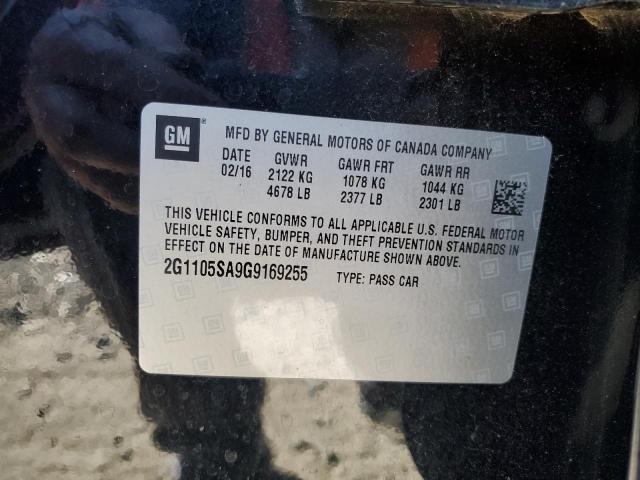 GM
MFD BY GENERAL MOTORS OF CANADA COMPANY
DATE GVWR GAWR FRT GAWR RR
02/16 2122 KG 1078 KG 1044 KG
4678 LB 2377 LB 2301 LB
THIS VEHICLE CONFORMS TO ALL APPLICABLE U.S. FEDERAL MOTOR
VEHICLE SAFETY, BUMPER, AND THEFT PREVENTION STANDARDS IN
EFFECT ON THE DATE OF MANUFACTURE SHOWN ABOVE.
2G1105SA9G9169255 TYPE: PASS CAR